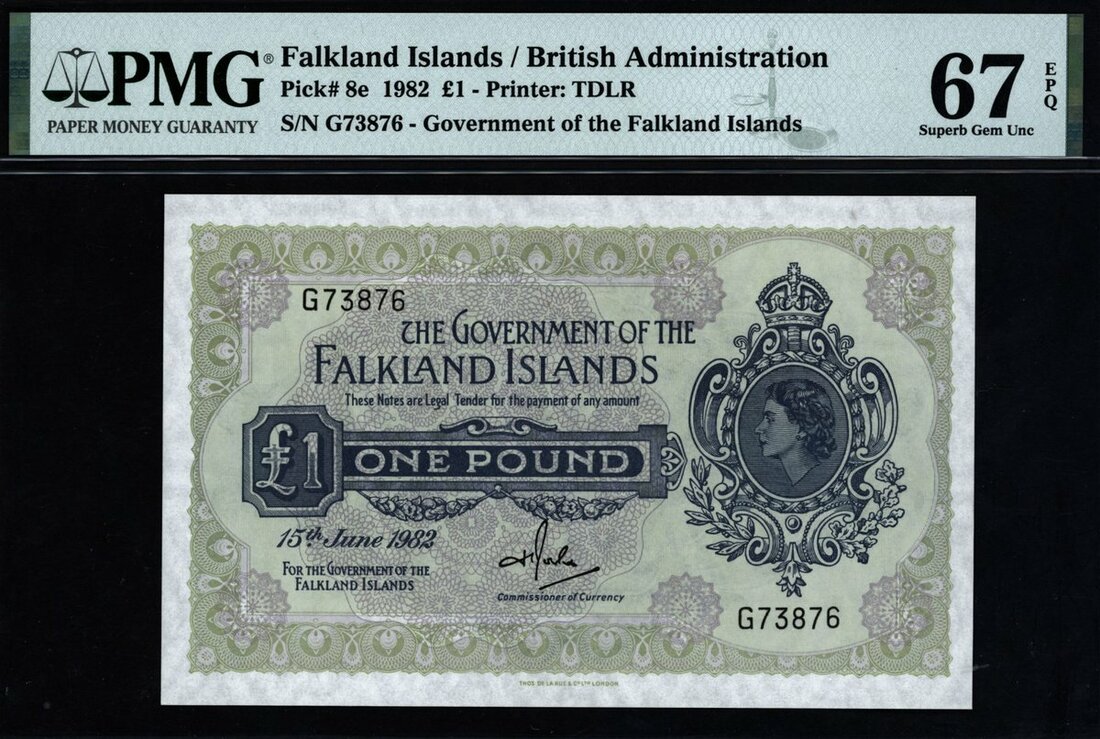 PMG®
PAPER MONEY GUARANTY
Falkland Islands / British Administration
Pick# 8e 1982 £1 - Printer: TDLR
S/N G73876 - Government of the Falkland Islands
67
EPQ
Superb Gem Unc
G73876
THE GOVERNMENT OF THE
FALKLAND ISLANDS
These Notes are Legal Tender for the payment of any amount
£1
ONE POUND
15th June 1982
FOR THE GOVERNMENT OF THE
FALKLAND ISLANDS
Commissioner of Currency
G73876
THOS DE LA RUE & CO LTD LONDON